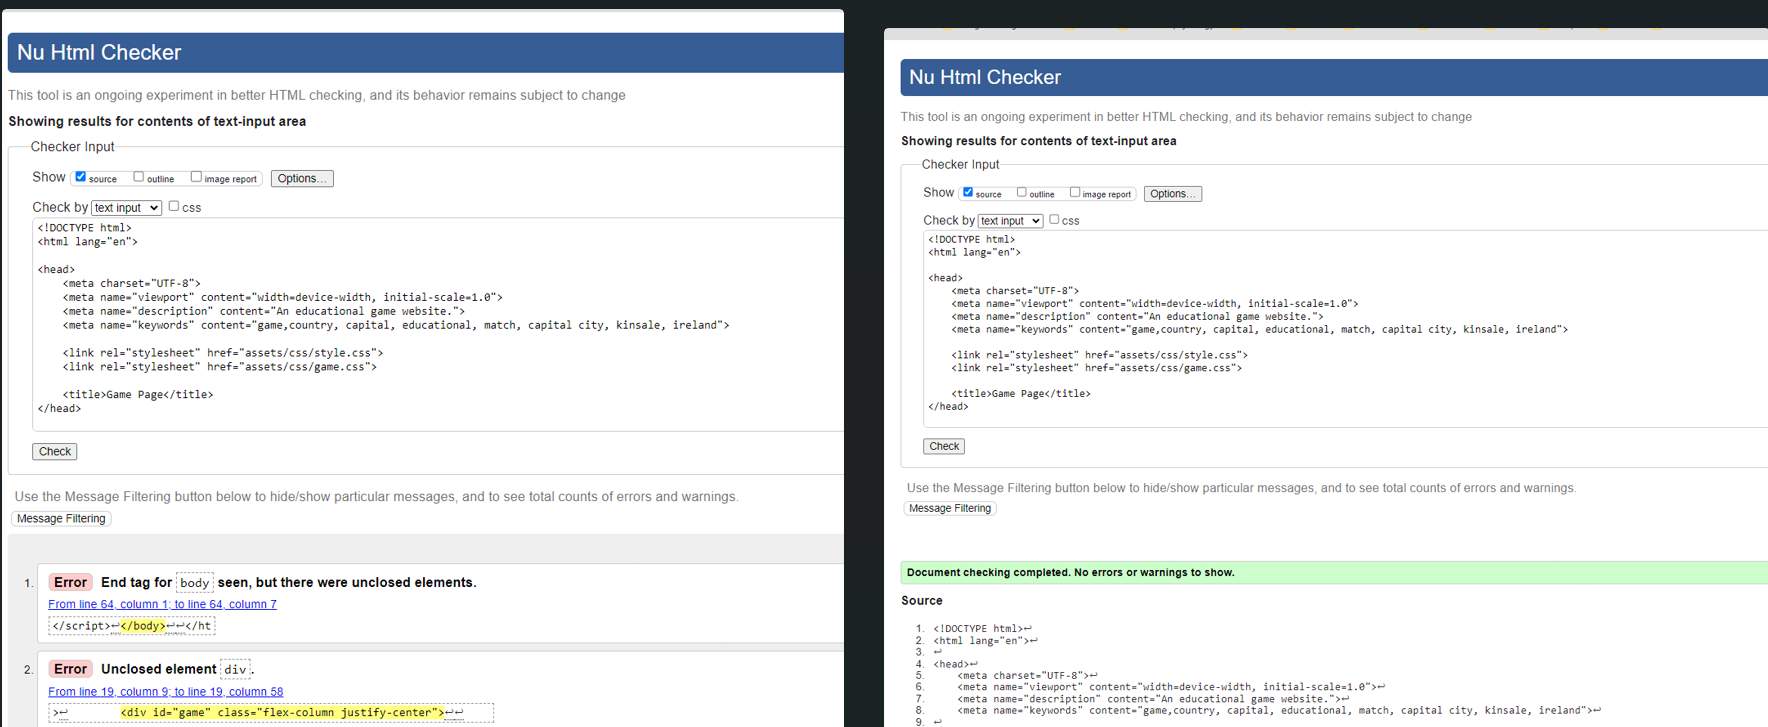 Nu Html Checker
This tool is an ongoing experiment in better HTML checking, and its behavior remains subject to change
Showing results for contents of text-input area
Checker Input
Show source outline image report Options...
Check by text input css
<!DOCTYPE html>
<html lang="en">
<head>
<meta charset="UTF-8">
<meta name="viewport" content="width=device-width, initial-scale=1.0">
<meta name="description" content="An educational game website.">
<meta name="keywords" content="game,country, capital, educational, match, capital city, kinsale, ireland">
<link rel="stylesheet" href="assets/css/style.css">
<link rel="stylesheet" href="assets/css/game.css">
<title>Game Page</title>
</head>
Check
Use the Message Filtering button below to hide/show particular messages, and to see total counts of errors and warnings.
Message Filtering
1. Error End tag for body seen, but there were unclosed elements.
From line 64, column 1; to line 64, column 7
</script>↩</body>↩↩</ht
2. Error Unclosed element div.
From line 19, column 9; to line 19, column 58
>↩ <div id="game" class="flex-column justify-center">↩↩
Nu Html Checker
This tool is an ongoing experiment in better HTML checking, and its behavior remains subject to change
Showing results for contents of text-input area
Checker Input
Show source outline image report Options...
Check by text input css
<!DOCTYPE html>
<html lang="en">
<head>
<meta charset="UTF-8">
<meta name="viewport" content="width=device-width, initial-scale=1.0">
<meta name="description" content="An educational game website.">
<meta name="keywords" content="game,country, capital, educational, match, capital city, kinsale, ireland">
<link rel="stylesheet" href="assets/css/style.css">
<link rel="stylesheet" href="assets/css/game.css">
<title>Game Page</title>
</head>
Check
Use the Message Filtering button below to hide/show particular messages, and to see total counts of errors and warnings.
Message Filtering
Document checking completed. No errors or warnings to show.
Source
1. <!DOCTYPE html>↩
2. <html lang="en">↩
3. ↩
4. <head>↩
5. <meta charset="UTF-8">↩
6. <meta name="viewport" content="width=device-width, initial-scale=1.0">↩
7. <meta name="description" content="An educational game website.">↩
8. <meta name="keywords" content="game,country, capital, educational, match, capital city, kinsale, ireland">↩
9. ↩